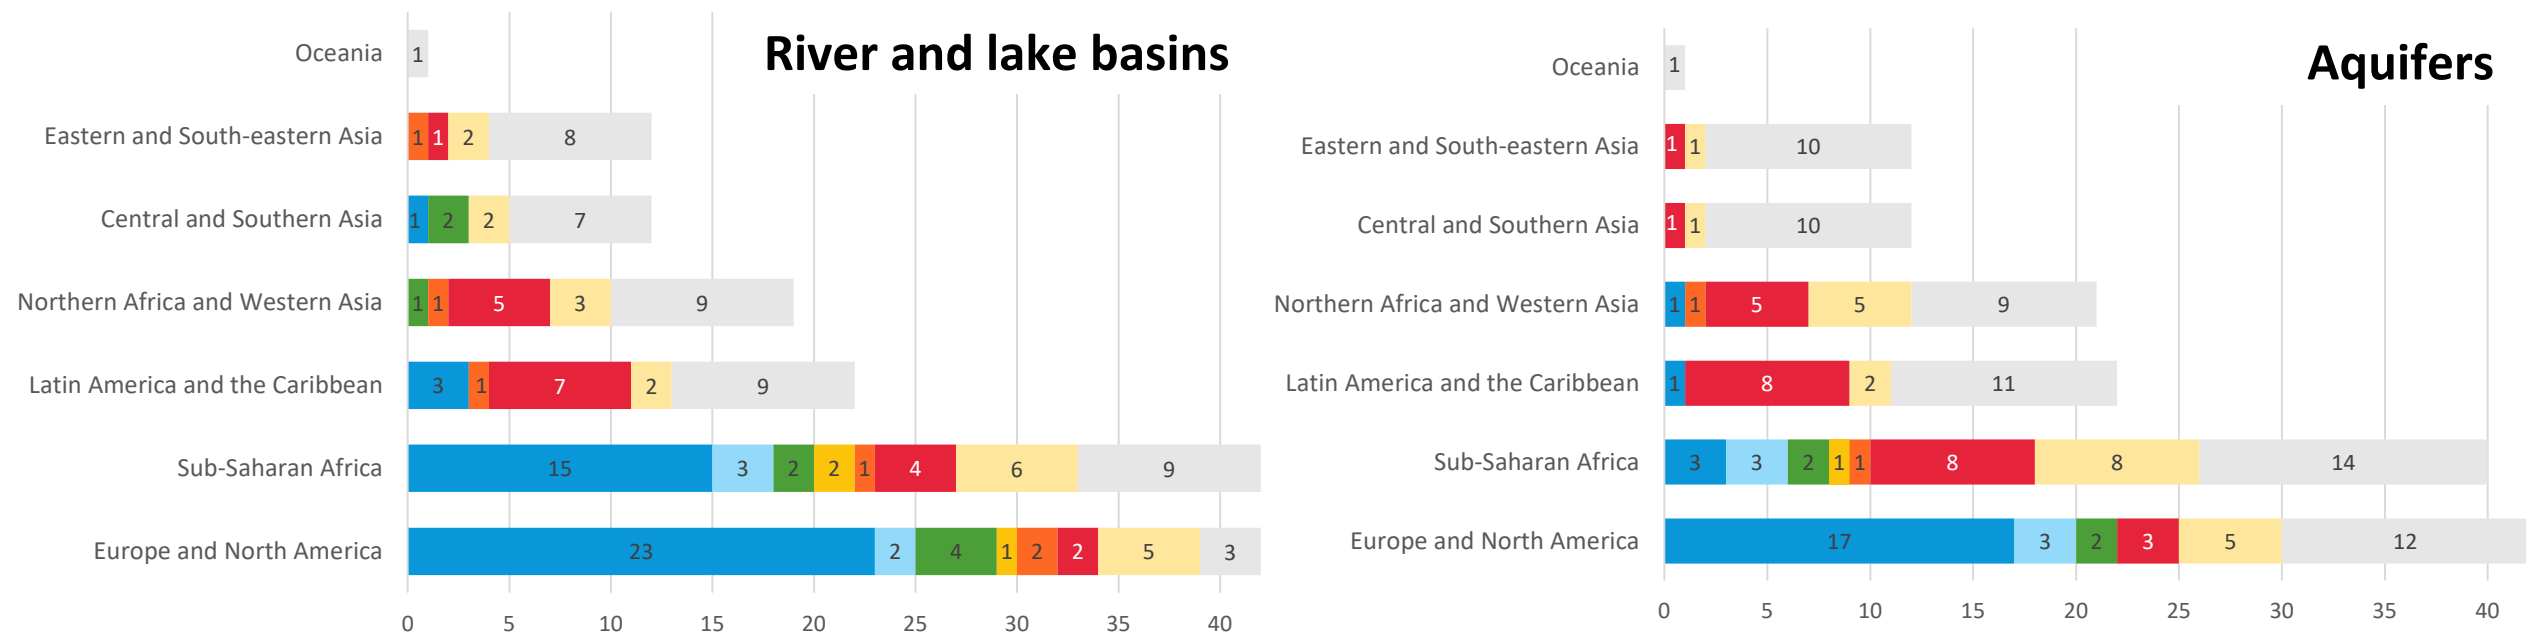 River and lake basins
Oceania 1
Eastern and South-eastern Asia 1 1 2 8
Central and Southern Asia 1 2 2 7
Northern Africa and Western Asia 1 1 5 3 9
Latin America and the Caribbean 3 1 7 2 9
Sub-Saharan Africa 15 3 2 2 1 4 6 9
Europe and North America 23 2 4 1 2 2 5 3
0 5 10 15 20 25 30 35 40
Aquifers
Oceania 1
Eastern and South-eastern Asia 1 1 10
Central and Southern Asia 1 1 10
Northern Africa and Western Asia 1 1 5 5 9
Latin America and the Caribbean 1 8 2 11
Sub-Saharan Africa 3 3 2 1 1 8 8 14
Europe and North America 17 3 2 3 5 12
0 5 10 15 20 25 30 35 40